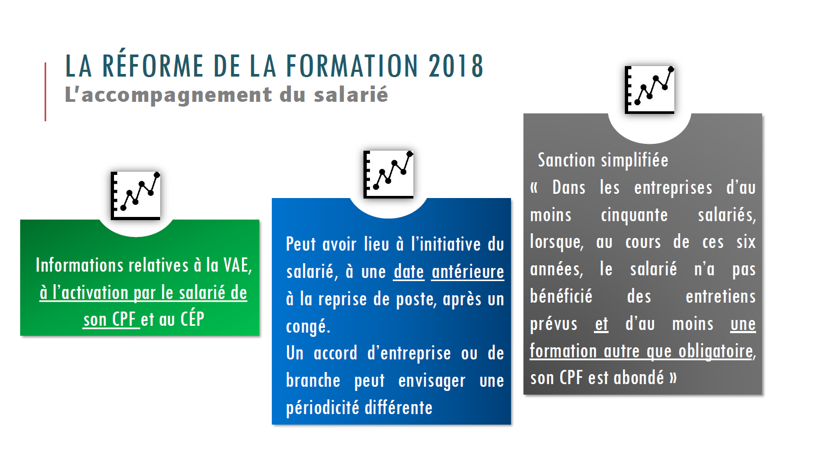 LA RÉFORME DE LA FORMATION 2018
L'accompagnement du salarié
Informations relatives à la VAE,
à l'activation par le salarié de
son CPF et au CÉP
Peut avoir lieu à l'initiative du
salarié, à une date antérieure
à la reprise de poste, après un
congé.
Un accord d'entreprise ou de
branche peut envisager une
périodicité différente
Sanction simplifiée
« Dans les entreprises d'au
moins cinquante salariés,
lorsque, au cours de ces six
années, le salarié n'a pas
bénéficié des entretiens
prévus et d'au moins une
formation autre que obligatoire,
son CPF est abondé »